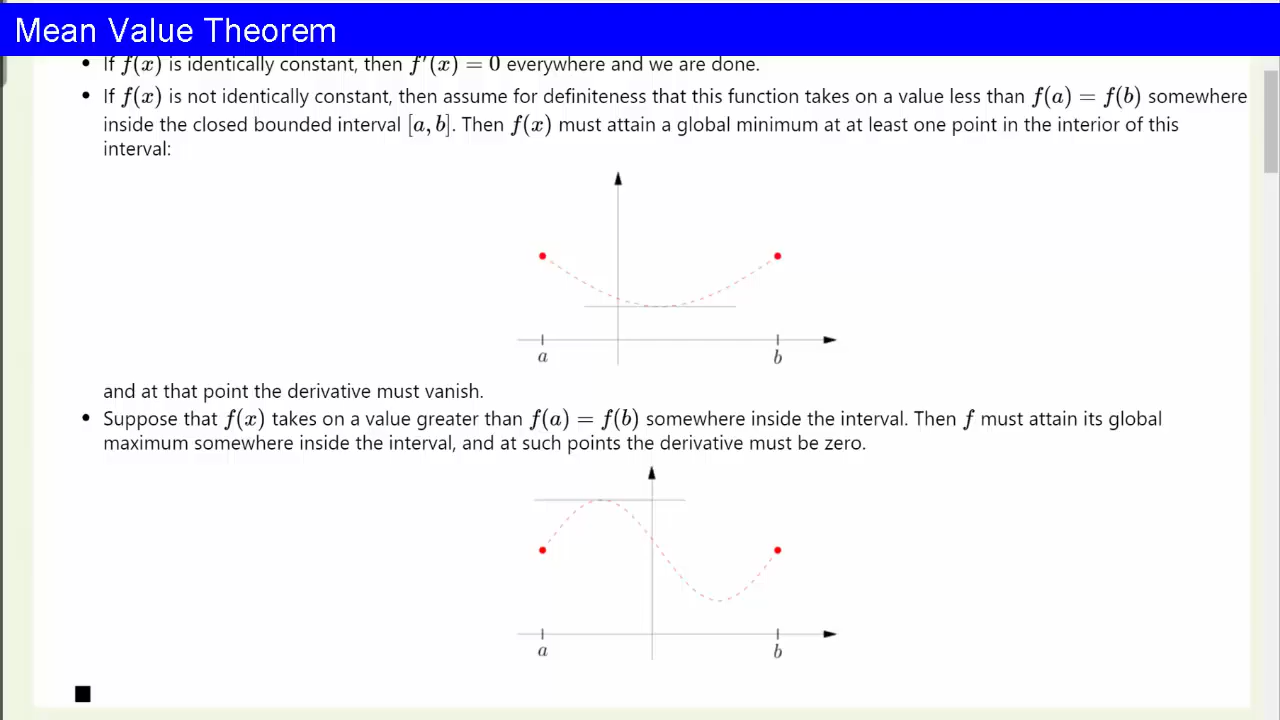 Mean Value Theorem
• If f(x) is identically constant, then f′(x) = 0 everywhere and we are done.
• If f(x) is not identically constant, then assume for definiteness that this function takes on a value less than f(a) = f(b) somewhere
inside the closed bounded interval [a, b]. Then f(x) must attain a global minimum at at least one point in the interior of this
interval:
a b
and at that point the derivative must vanish.
• Suppose that f(x) takes on a value greater than f(a) = f(b) somewhere inside the interval. Then f must attain its global
maximum somewhere inside the interval, and at such points the derivative must be zero.
a b